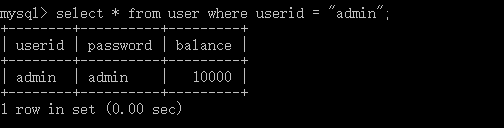 mysql> select * from user where userid = "admin";
+--------+----------+---------+
| userid | password | balance |
+--------+----------+---------+
| admin  | admin    |   10000 |
+--------+----------+---------+
1 row in set (0.00 sec)